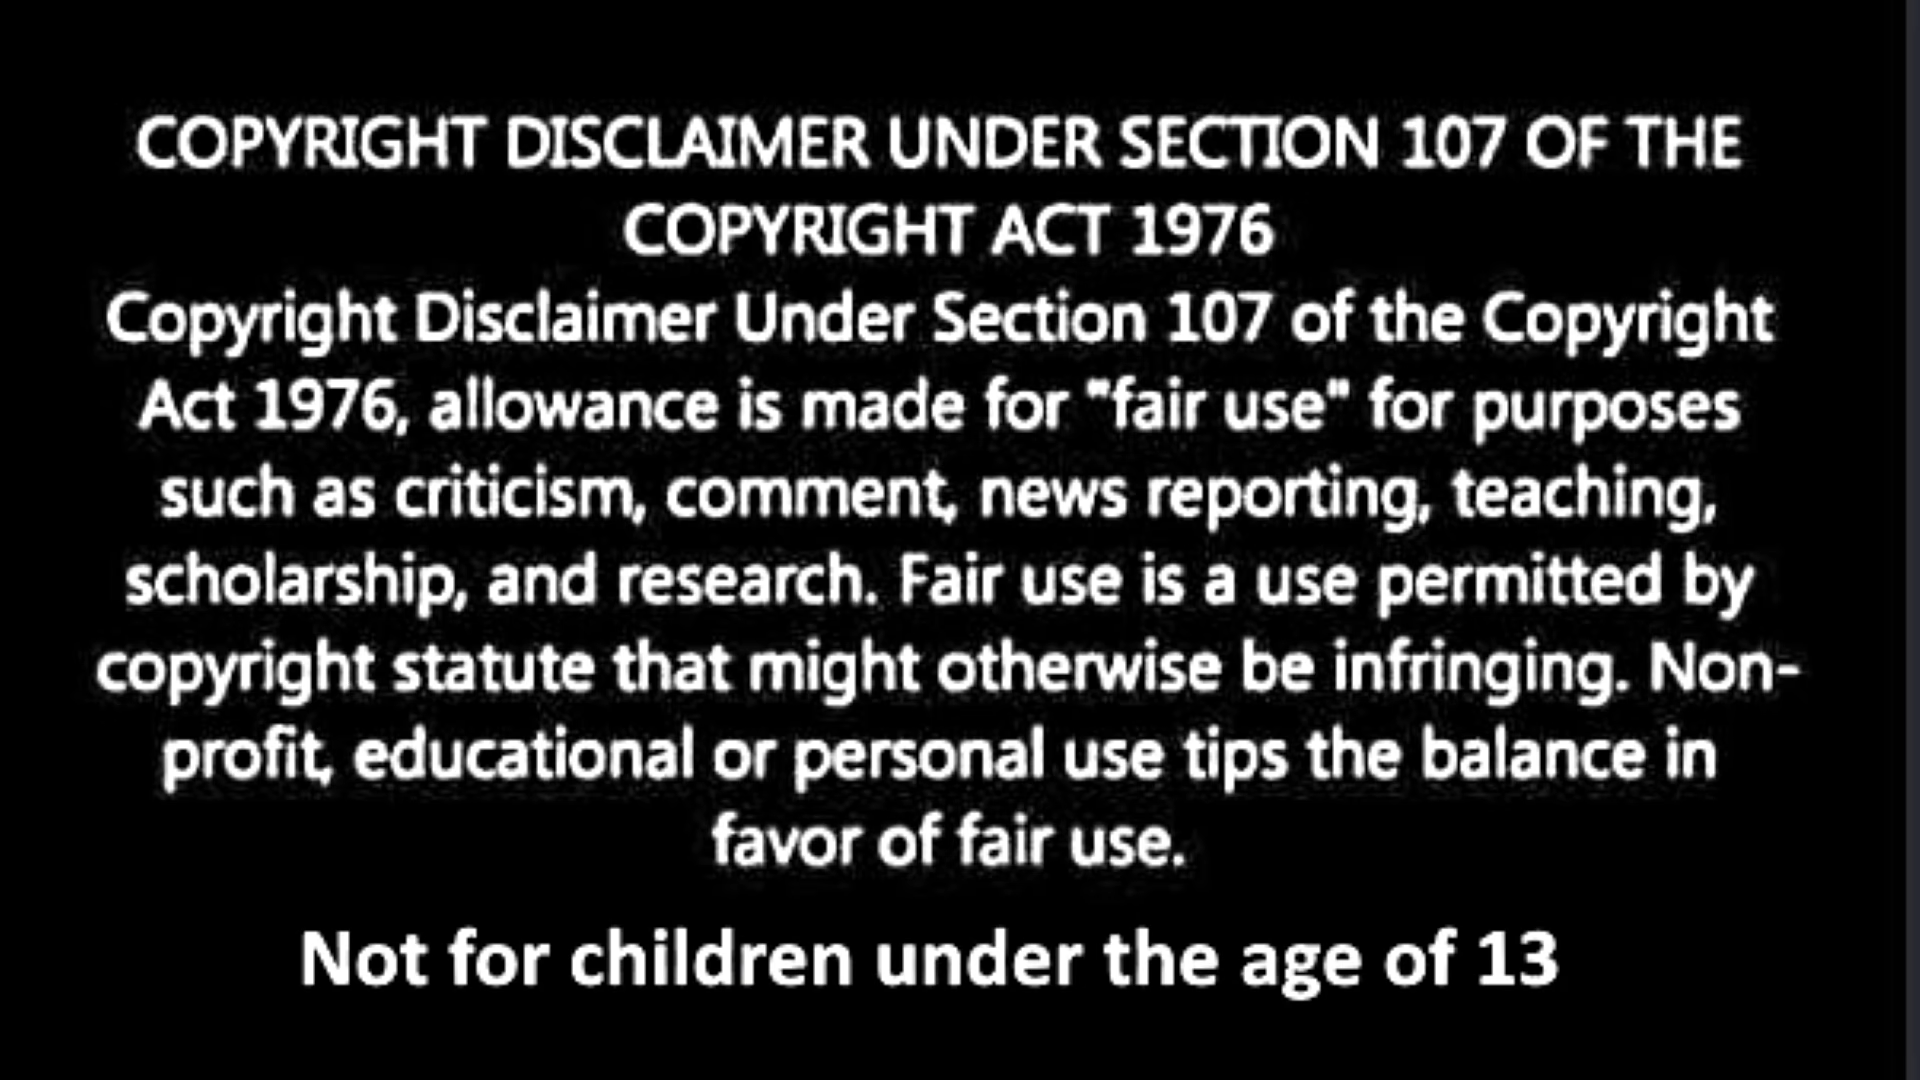 COPYRIGHT DISCLAIMER UNDER SECTION 107 OF THE
COPYRIGHT ACT 1976
Copyright Disclaimer Under Section 107 of the Copyright
Act 1976, allowance is made for "fair use" for purposes
such as criticism, comment, news reporting, teaching,
scholarship, and research. Fair use is a use permitted by
copyright statute that might otherwise be infringing. Non-
profit, educational or personal use tips the balance in
favor of fair use.
Not for children under the age of 13